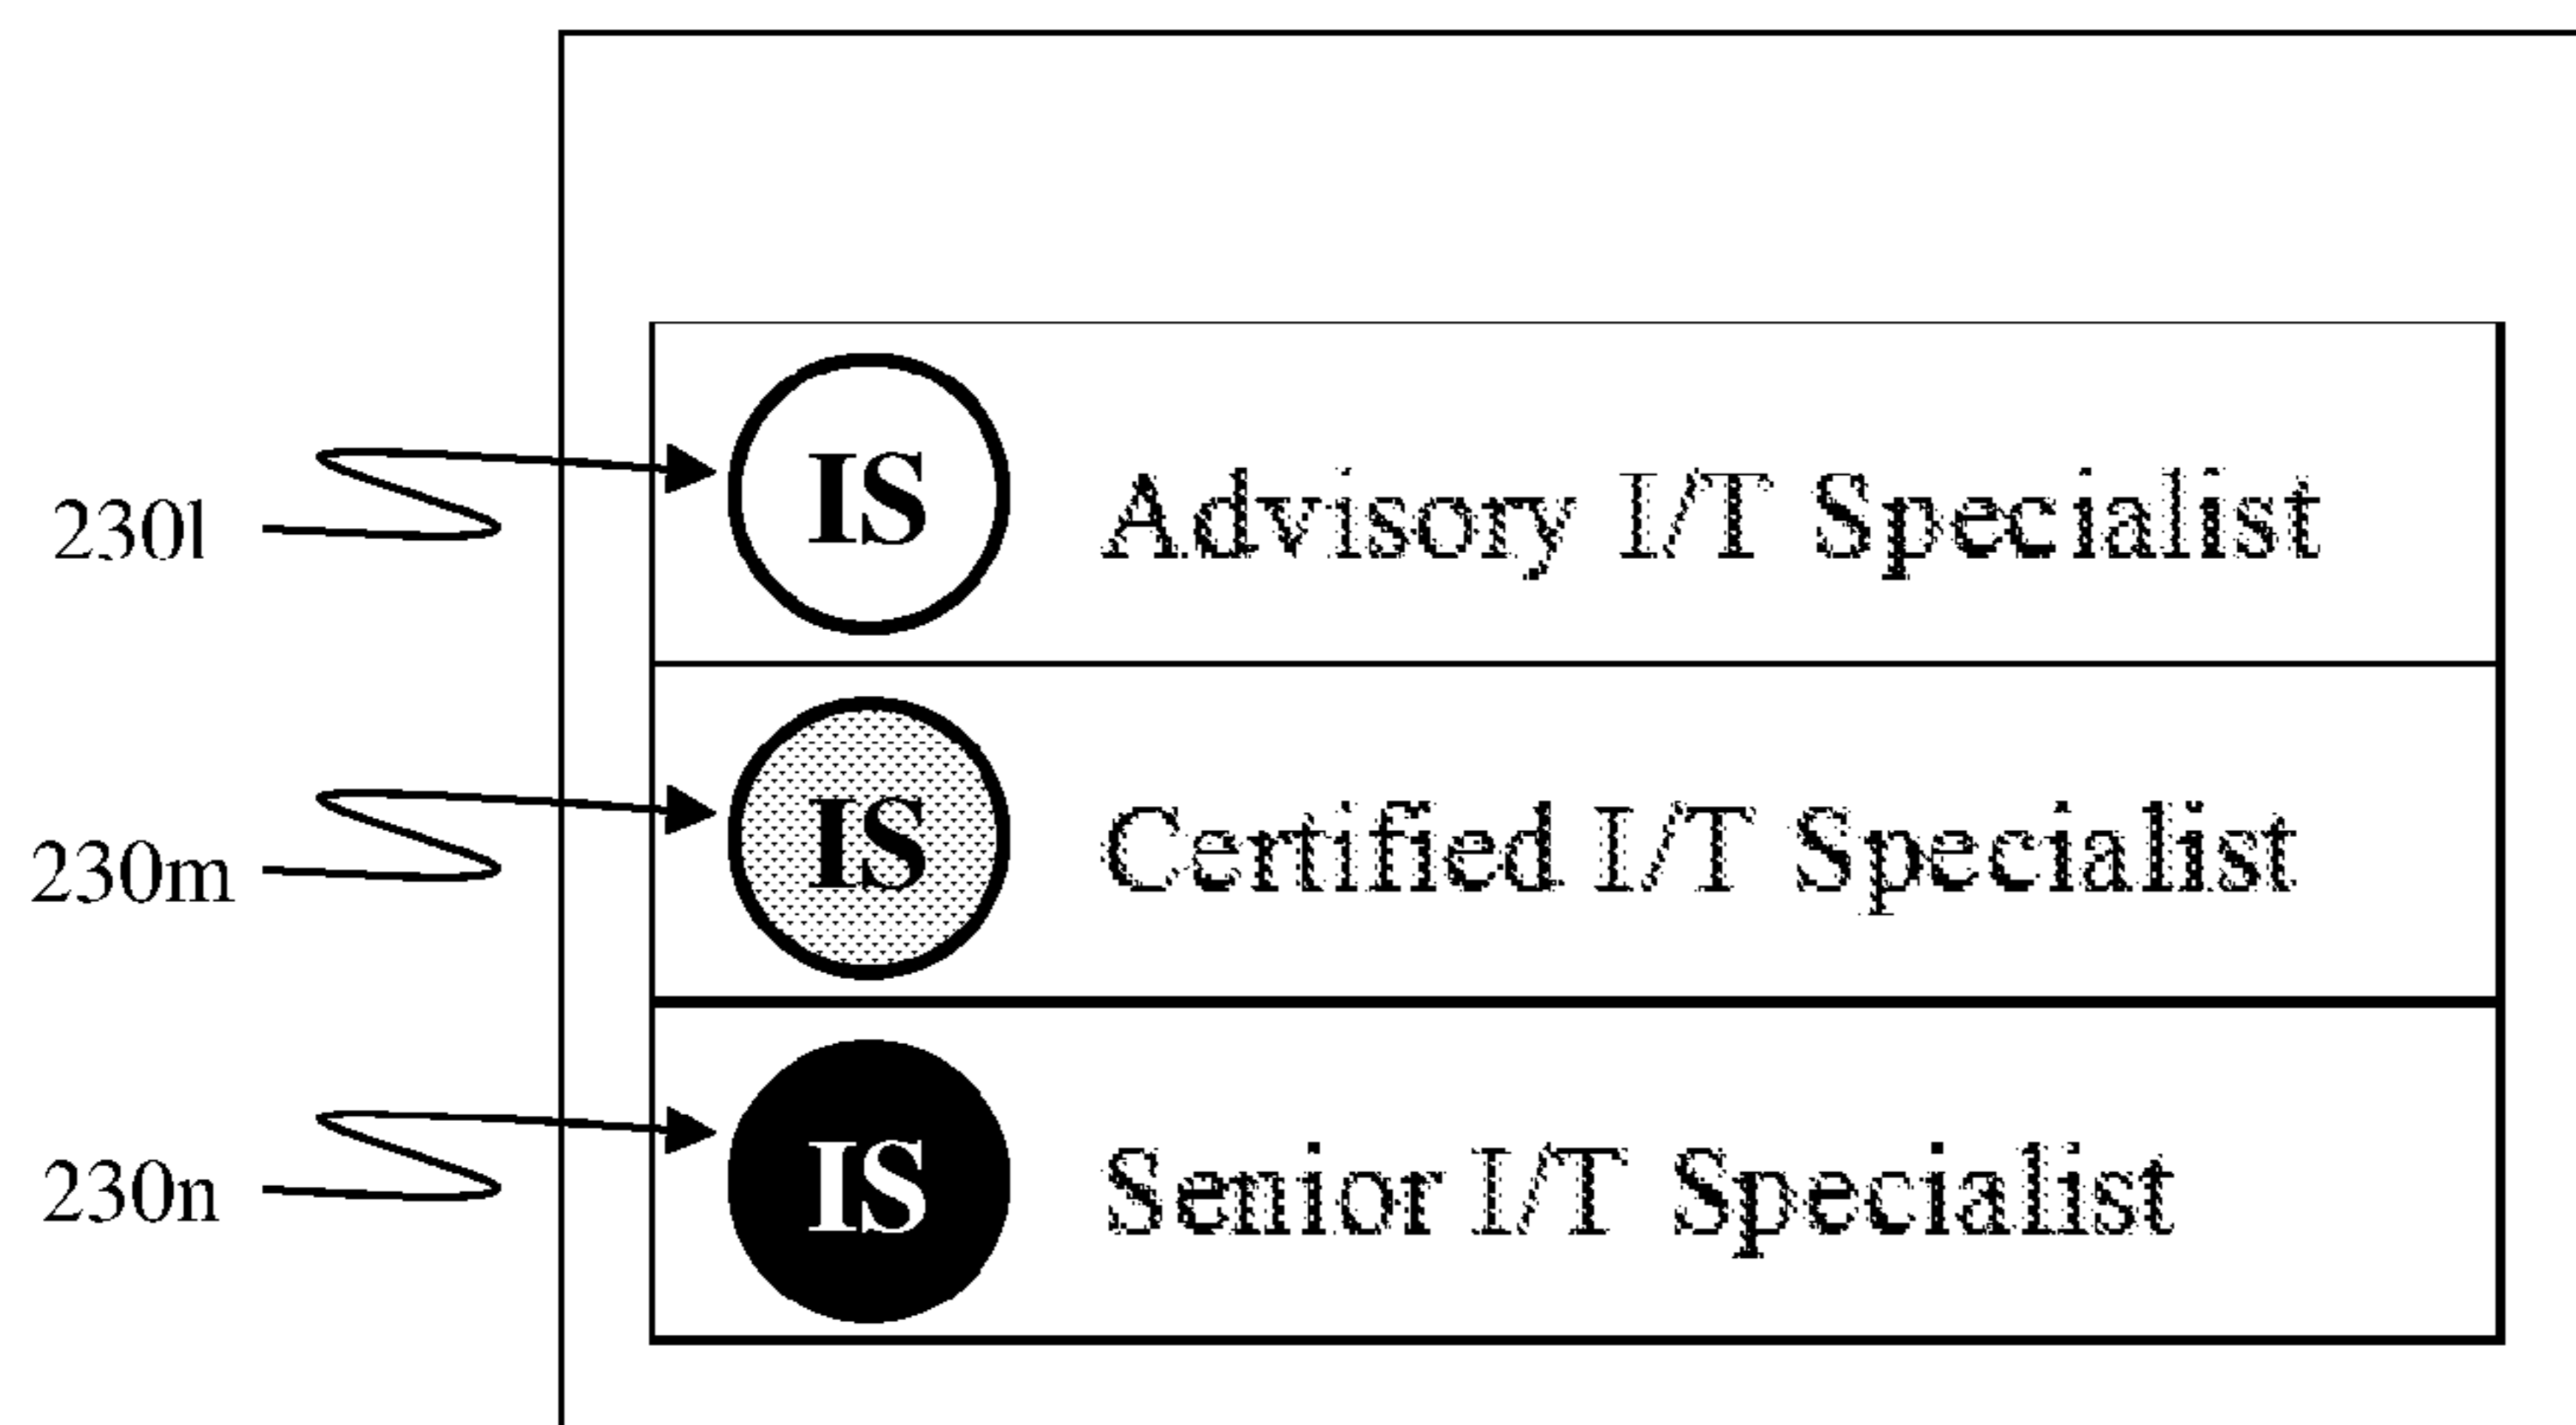 230l IS Advisory I/T Specialist
230m IS Certified I/T Specialist
230n IS Senior I/T Specialist